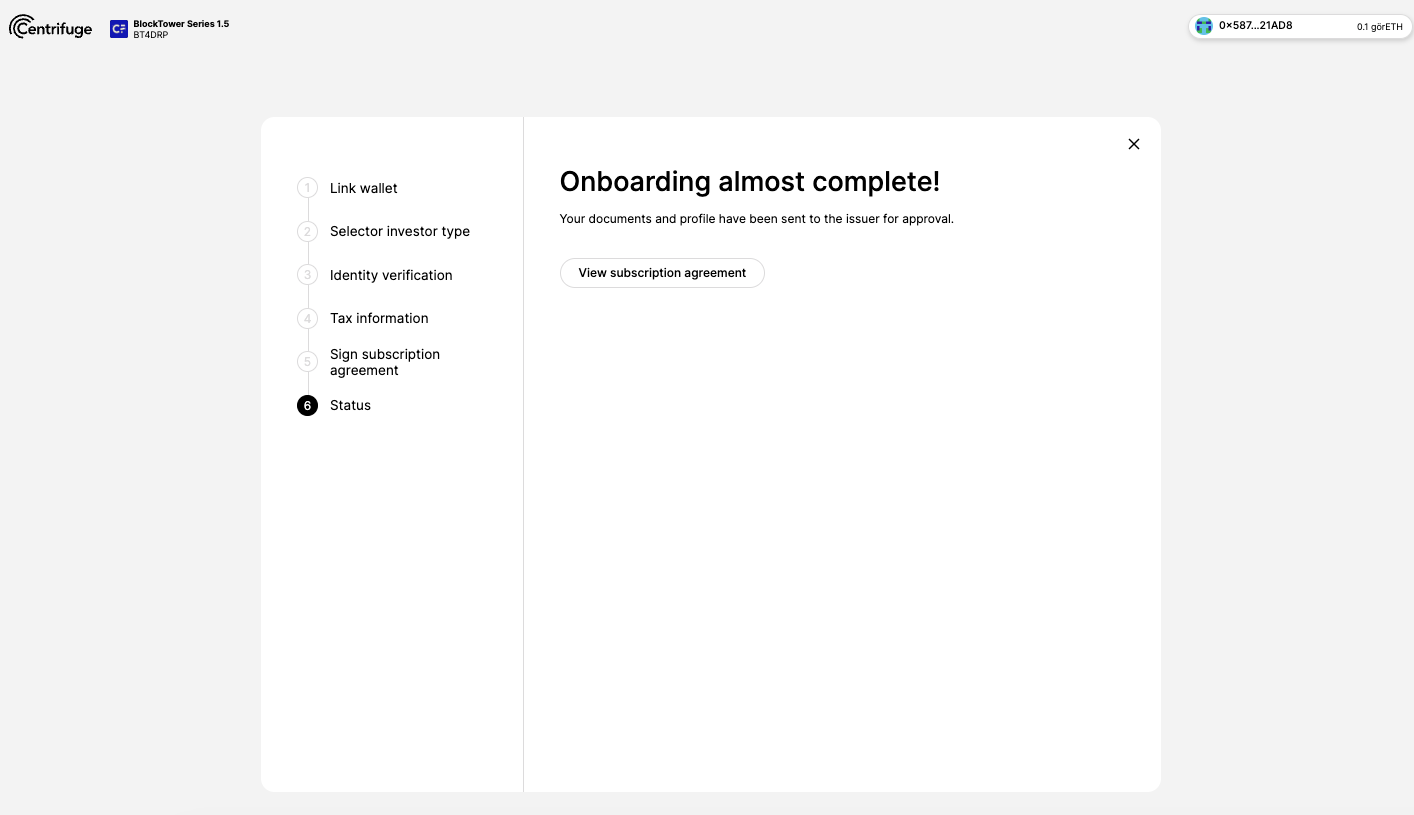 Centrifuge
BlockTower Series 1.5
BT4DRP
0x587...21AD8
0.1 görETH
1 Link wallet
2 Selector investor type
3 Identity verification
4 Tax information
5 Sign subscription
agreement
6 Status
Onboarding almost complete!
Your documents and profile have been sent to the issuer for approval.
View subscription agreement